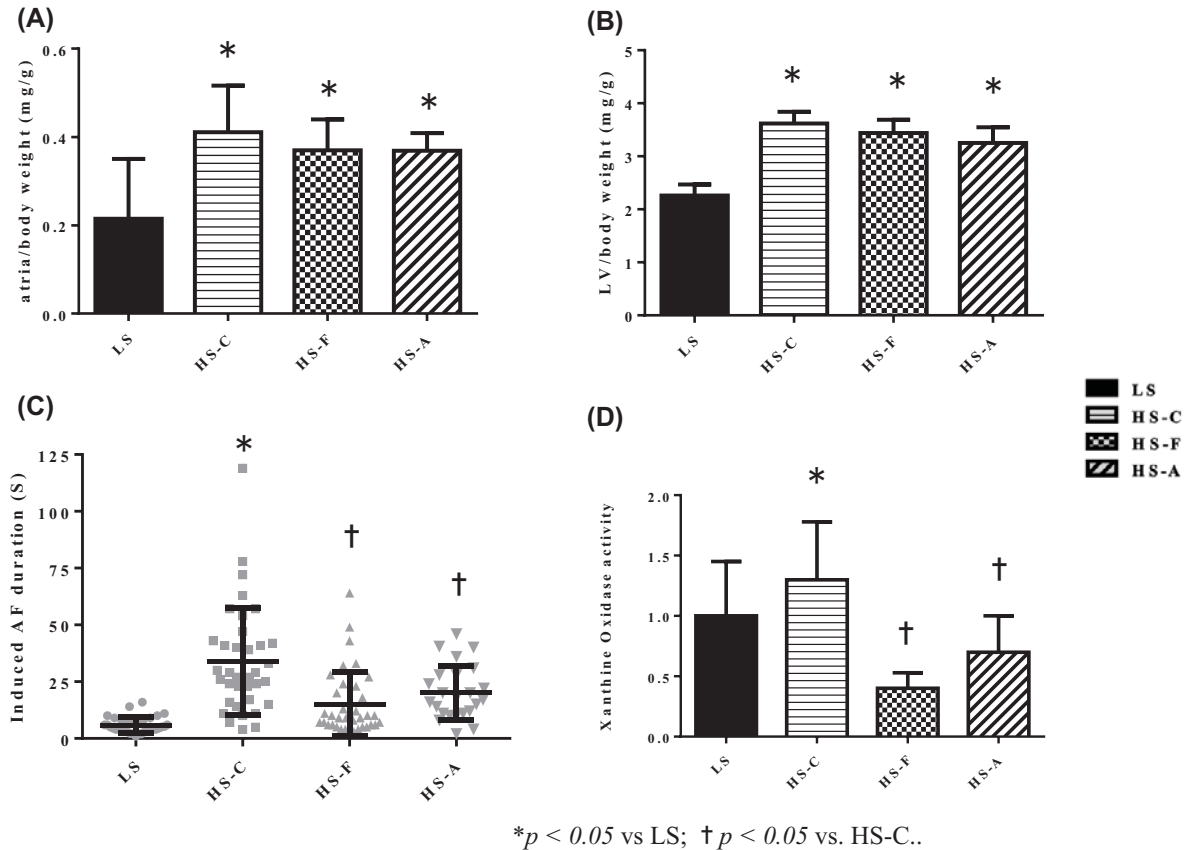 (A)
atria/body weight (mg/g)
0.6
0.4
0.2
0.0
*
*
*
LS
HS-C
HS-F
HS-A
(B)
LV/body weight (mg/g)
5
4
3
2
1
0
*
*
*
LS
HS-C
HS-F
HS-A
(C)
Induced AF duration (S)
125
100
75
50
25
0
*
†
†
LS
HS-C
HS-F
HS-A
(D)
Xanthine Oxidase activity
2.0
1.5
1.0
0.5
0.0
*
†
†
LS
HS-C
HS-F
HS-A
LS
HS-C
HS-F
HS-A
*p < 0.05 vs LS; † p < 0.05 vs. HS-C..